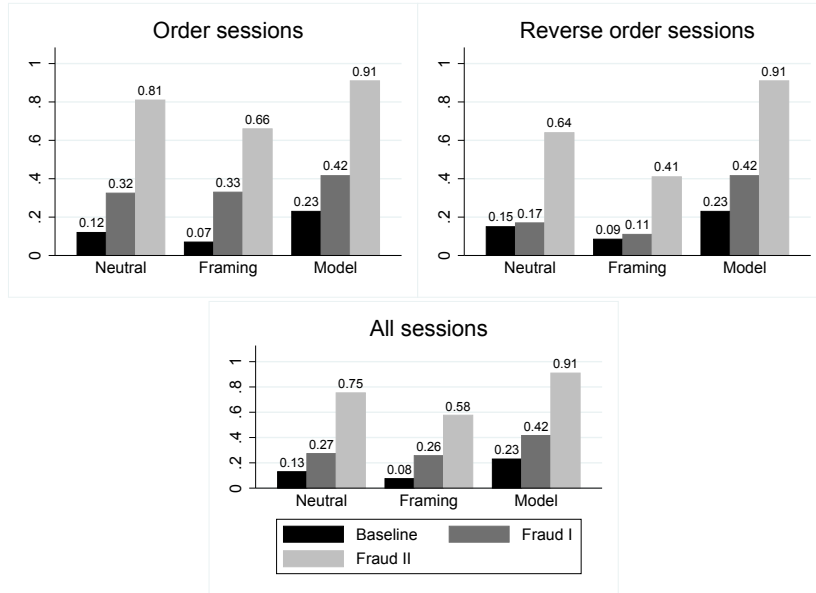 Order sessions
0 .2 .4 .6 .8 1
0.12 0.32 0.81 0.07 0.33 0.66 0.23 0.42 0.91
Neutral Framing Model
Reverse order sessions
0 .2 .4 .6 .8 1
0.15 0.17 0.64 0.09 0.11 0.41 0.23 0.42 0.91
Neutral Framing Model
All sessions
0 .2 .4 .6 .8 1
0.13 0.27 0.75 0.08 0.26 0.58 0.23 0.42 0.91
Neutral Framing Model
Baseline Fraud I
Fraud II